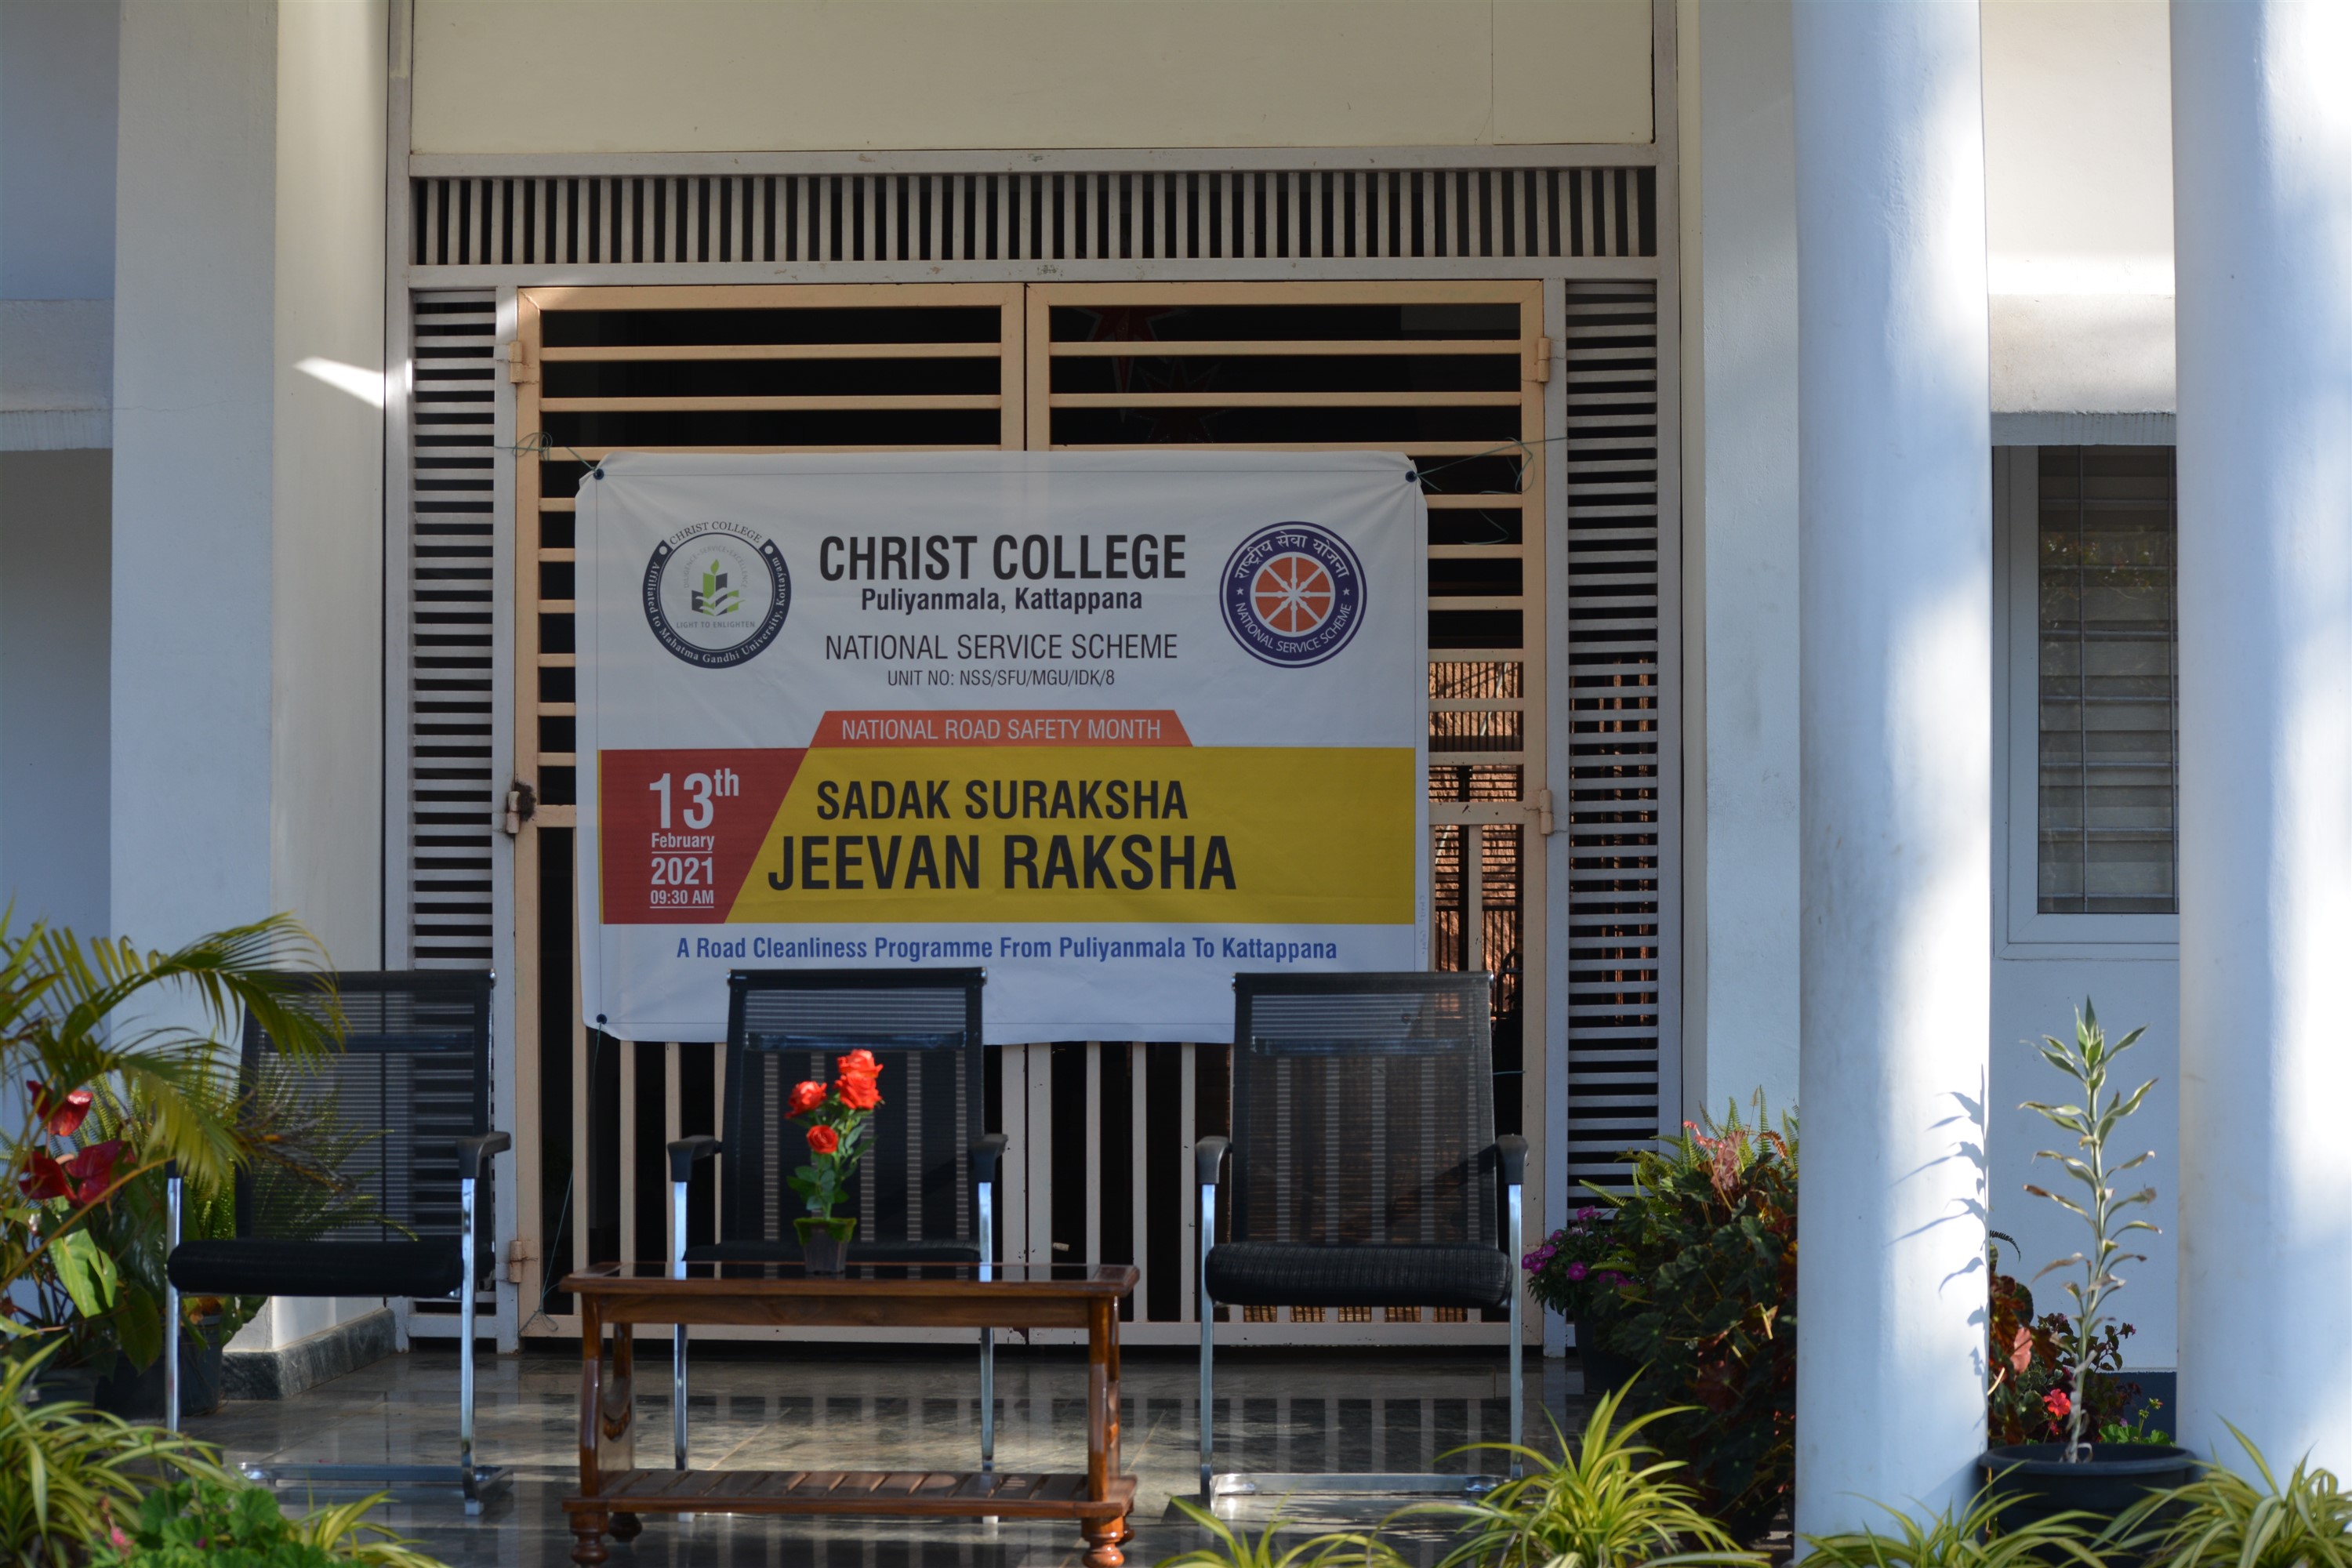 CHRIST COLLEGE
Affiliated to Mahatma Gandhi University, Kottayam
LIGHT TO ENLIGHTEN
CHRIST COLLEGE
Puliyanmala, Kattappana
NATIONAL SERVICE SCHEME
UNIT NO: NSS/SFU/MGU/IDK/8
राष्ट्रीय सेवा योजना
NATIONAL SERVICE SCHEME
NATIONAL ROAD SAFETY MONTH
13th
February
2021
09:30 AM
SADAK SURAKSHA
JEEVAN RAKSHA
A Road Cleanliness Programme From Puliyanmala To Kattappana